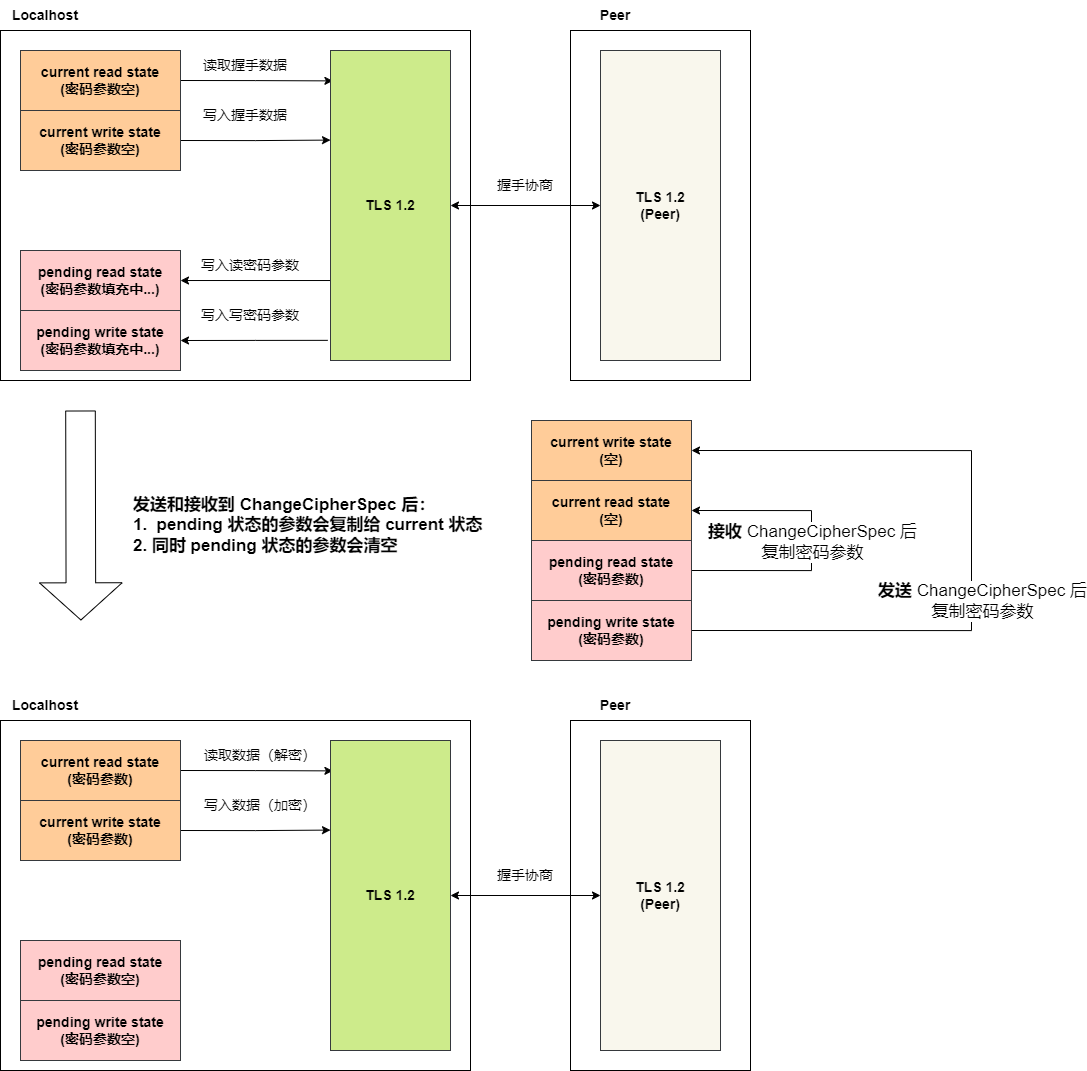 Localhost
Peer
current read state
(密码参数空)
读取握手数据
current write state
(密码参数空)
写入握手数据
TLS 1.2
握手协商
TLS 1.2
(Peer)
pending read state
(密码参数填充中...)
写入读密码参数
pending write state
(密码参数填充中...)
写入写密码参数
发送和接收到 ChangeCipherSpec 后：
1. pending 状态的参数会复制给 current 状态
2. 同时 pending 状态的参数会清空
current write state
(空)
current read state
(空)
pending read state
(密码参数)
pending write state
(密码参数)
接收 ChangeCipherSpec 后
复制密码参数
发送 ChangeCipherSpec 后
复制密码参数
Localhost
Peer
current read state
(密码参数)
读取数据（解密）
current write state
(密码参数)
写入数据（加密）
TLS 1.2
握手协商
TLS 1.2
(Peer)
pending read state
(密码参数空)
pending write state
(密码参数空)